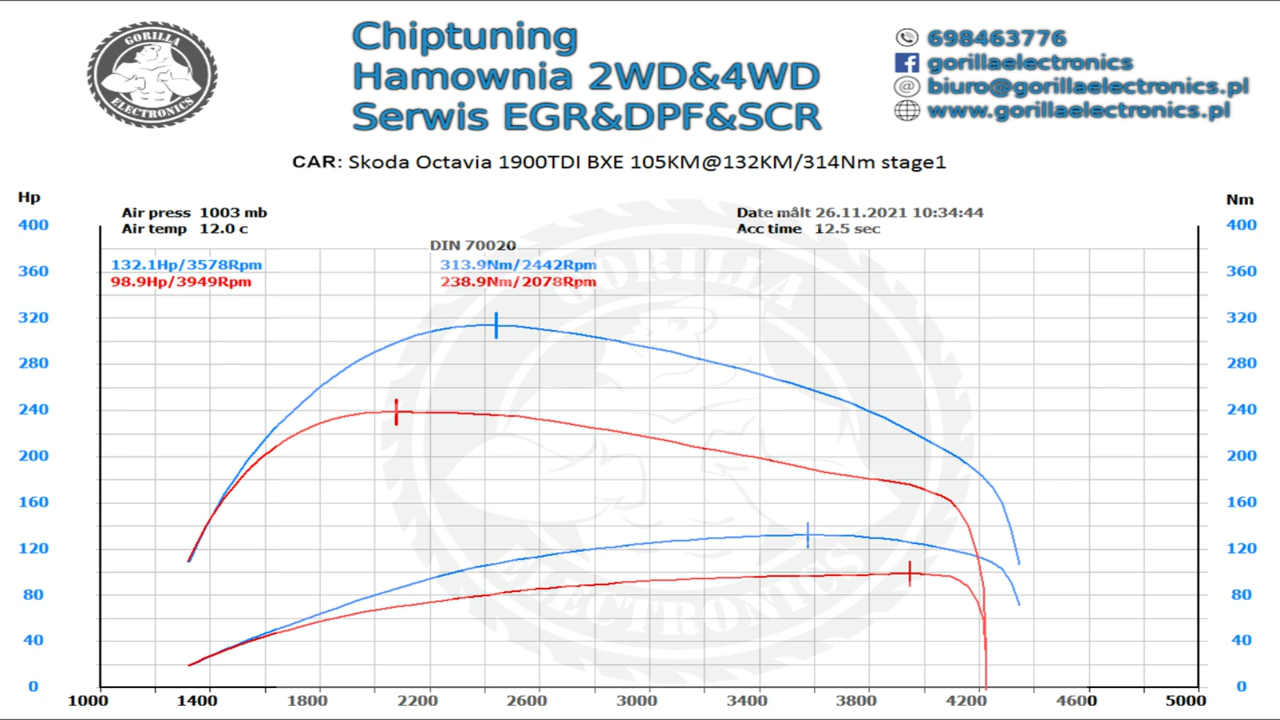 GORILLA
ELECTRONICS
Chiptuning
Hamownia 2WD&4WD
Serwis EGR&DPF&SCR
698463776
gorillaelectronics
biuro@gorillaelectronics.pl
www.gorillaelectronics.pl
CAR: Skoda Octavia 1900TDI BXE 105KM@132KM/314Nm stage1
Hp
Nm
Air press 1003 mb
Air temp 12.0 c
Date målt 26.11.2021 10:34:44
Acc time 12.5 sec
DIN 70020
132.1Hp/3578Rpm 313.9Nm/2442Rpm
98.9Hp/3949Rpm 238.9Nm/2078Rpm
GORILLA
ELECTRONICS
400 400
360 360
320 320
280 280
240 240
200 200
160 160
120 120
80 80
40 40
0 0
1000 1400 1800 2200 2600 3000 3400 3800 4200 4600 5000